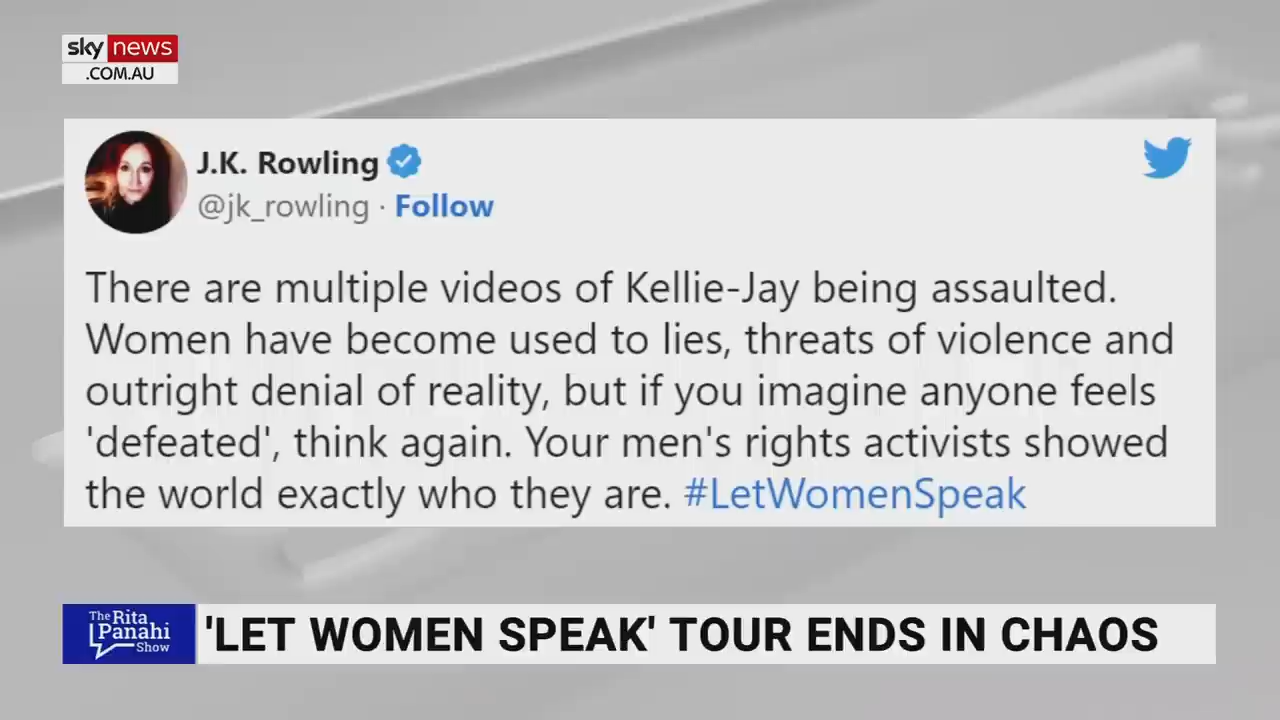 sky news
.COM.AU
J.K. Rowling
@jk_rowling · Follow
There are multiple videos of Kellie-Jay being assaulted.
Women have become used to lies, threats of violence and
outright denial of reality, but if you imagine anyone feels
'defeated', think again. Your men's rights activists showed
the world exactly who they are. #LetWomenSpeak
The Rita
Panahi
Show
'LET WOMEN SPEAK' TOUR ENDS IN CHAOS